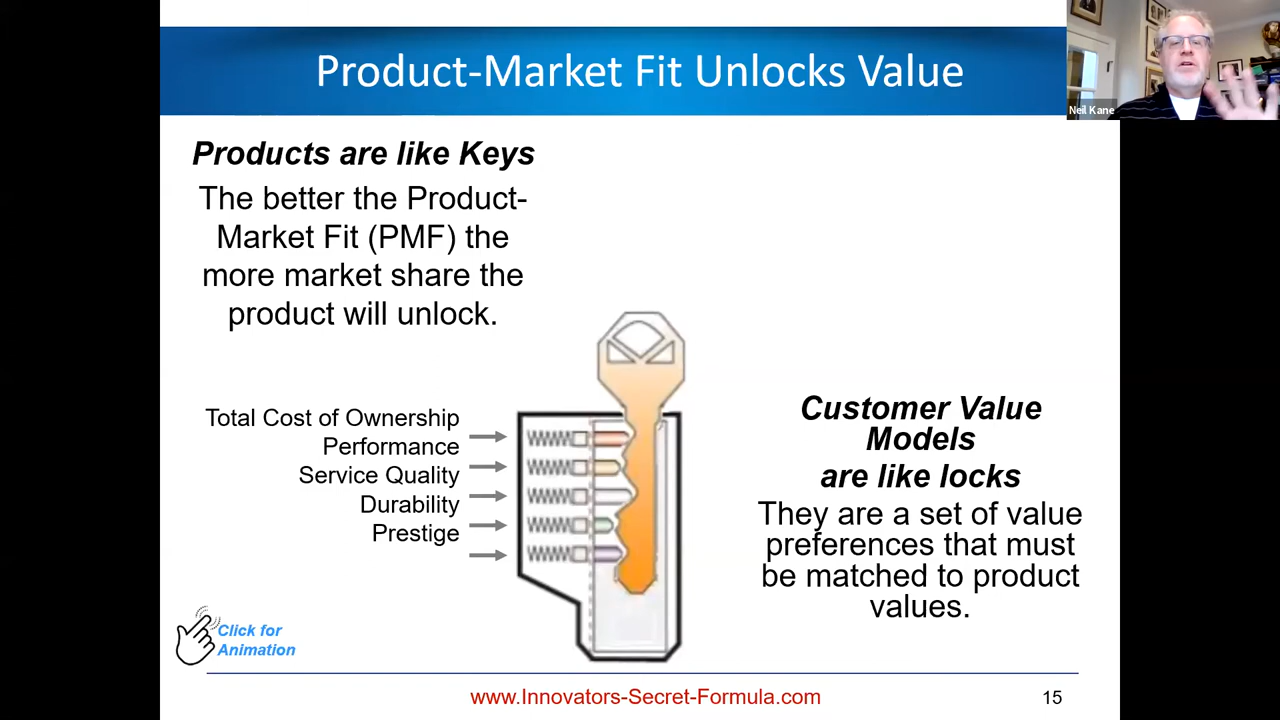 Product-Market Fit Unlocks Value
Neil Kane
Products are like Keys
The better the Product-
Market Fit (PMF) the
more market share the
product will unlock.
Total Cost of Ownership
Performance
Service Quality
Durability
Prestige
Customer Value
Models
are like locks
They are a set of value
preferences that must
be matched to product
values.
Click for
Animation
www.Innovators-Secret-Formula.com
15